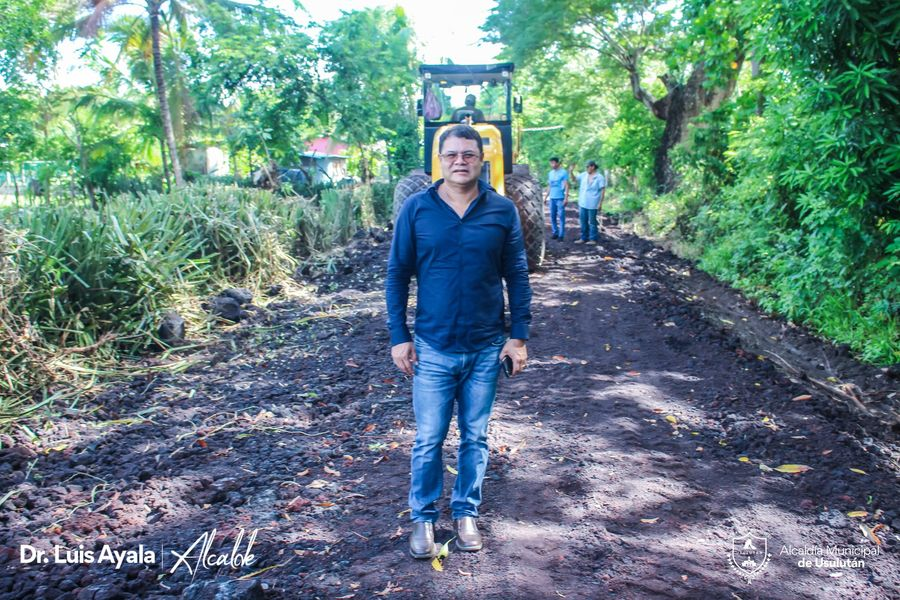 Dr. Luis Ayala | Alcalde
Alcaldía Municipal
de Usulután